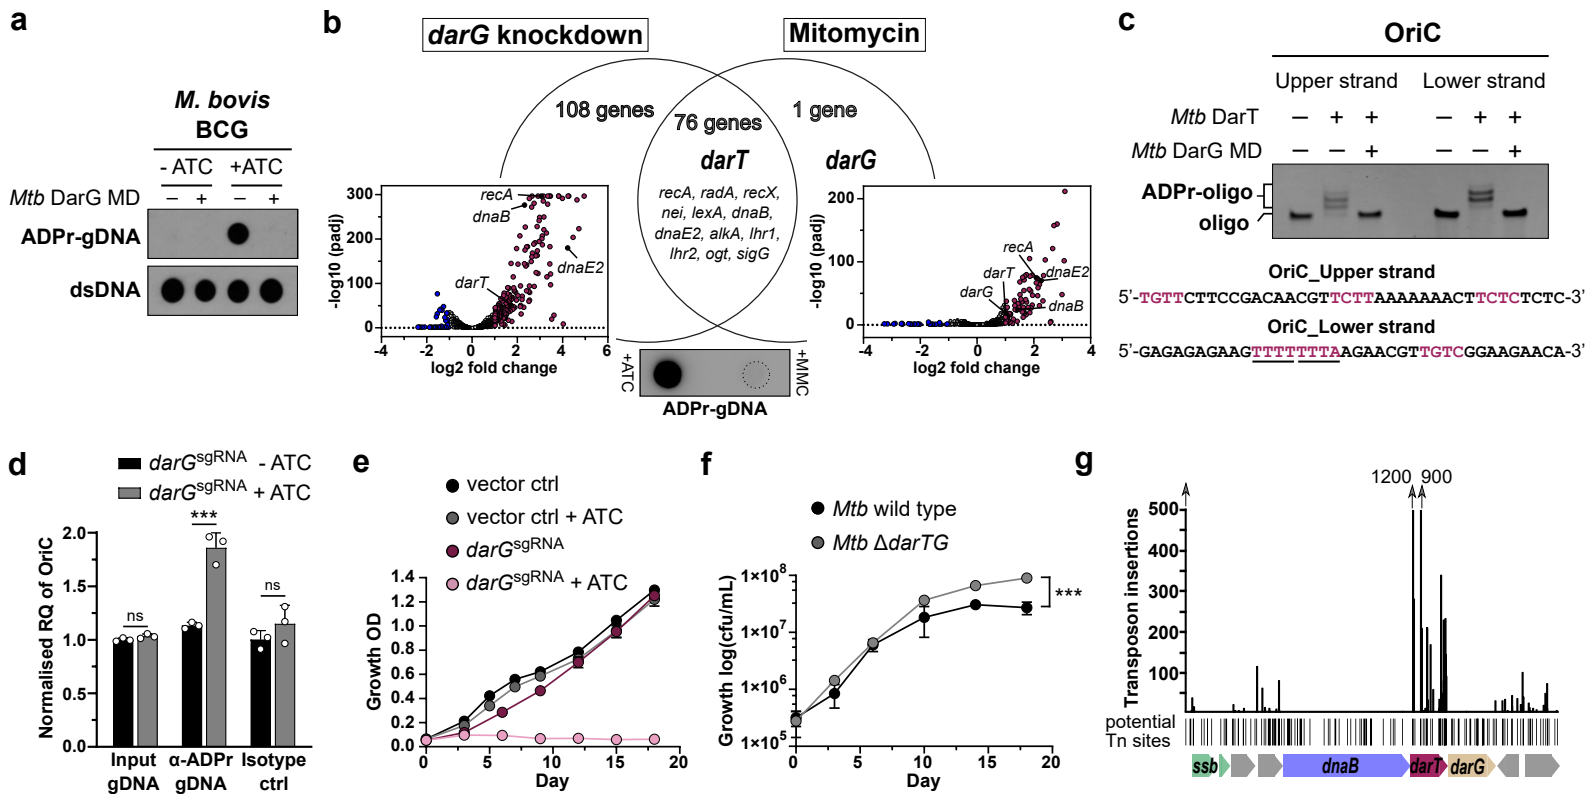 a
M. bovis
BCG
- ATC +ATC
Mtb DarG MD – + – +
ADPr-gDNA
dsDNA
b
darG knockdown
Mitomycin
108 genes
76 genes
1 gene
darT
darG
recA, radA, recX,
nei, lexA, dnaB,
dnaE2, alkA, lhr1,
lhr2, ogt, sigG
-log10 (padj)
300
200
100
0
recA
dnaB
dnaE2
darT
-4 -2 0 2 4 6
log2 fold change
-log10 (padj)
200
100
0
recA
darT
dnaE2
darG
dnaB
-4 -2 0 2 4
log2 fold change
+ATC
+MMC
ADPr-gDNA
c
OriC
Upper strand Lower strand
Mtb DarT – + + – + +
Mtb DarG MD – – + – – +
ADPr-oligo
oligo
OriC_Upper strand
5'-TGTTCTTCCGACAACGTTCTTAAAAAAACTTCTCTCTC-3'
OriC_Lower strand
5'-GAGAGAGAAGTTTTTTTAAGAACGTTGTCGGAAGAACA-3'
d
darGsgRNA - ATC
darGsgRNA + ATC
Normalised RQ of OriC
2.0
1.5
1.0
0.5
0.0
ns
***
ns
Input
gDNA
α-ADPr
gDNA
Isotype
ctrl
e
vector ctrl
vector ctrl + ATC
darGsgRNA
darGsgRNA + ATC
Growth OD
1.4
1.2
1.0
0.8
0.6
0.4
0.2
0.0
0 5 10 15 20
Day
f
Mtb wild type
Mtb ΔdarTG
Growth log(cfu/mL)
1×10⁸
1×10⁷
1×10⁶
1×10⁵
***
0 5 10 15 20
Day
g
1200 900
Transposon insertions
500
400
300
200
100
potential
Tn sites
ssb dnaB darT darG